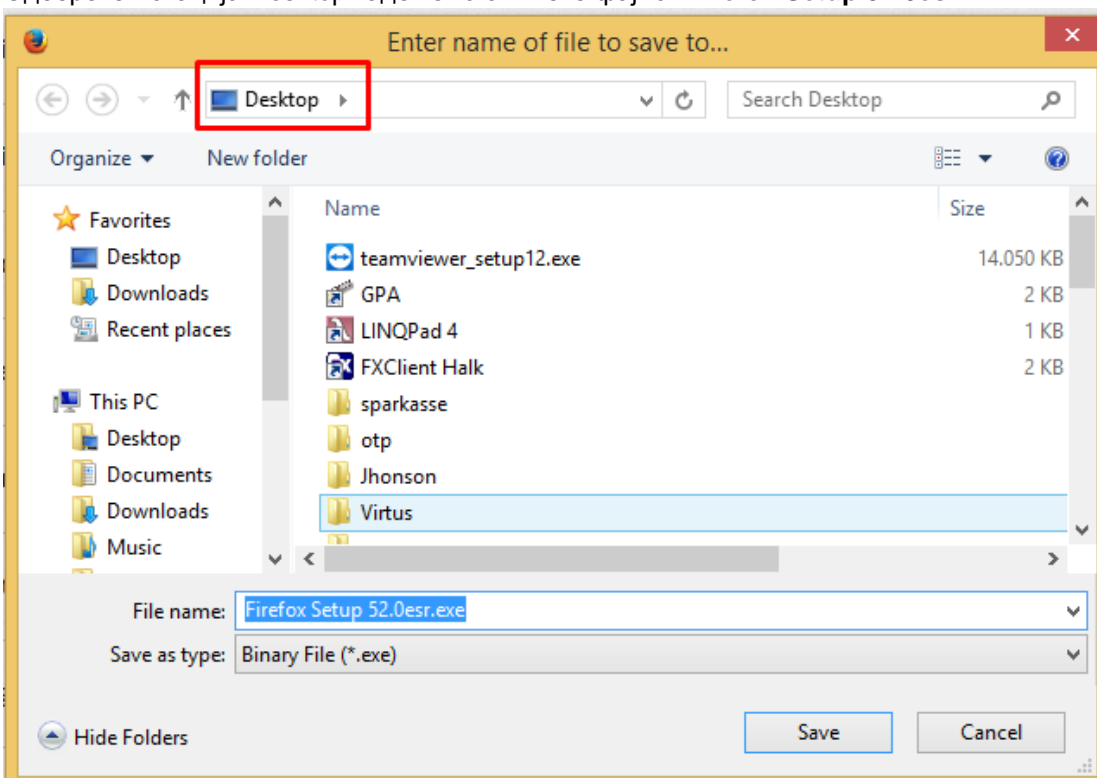 Enter name of file to save to...
Desktop
Search Desktop
Organize
New folder
Name Size
Favorites
Desktop
Downloads
Recent places
This PC
Desktop
Documents
Downloads
Music
teamviewer_setup12.exe 14.050 KB
GPA 2 KB
LINQPad 4 1 KB
FXClient Halk 2 KB
sparkasse
otp
Jhonson
Virtus
File name: Firefox Setup 52.0esr.exe
Save as type: Binary File (*.exe)
Hide Folders
Save Cancel